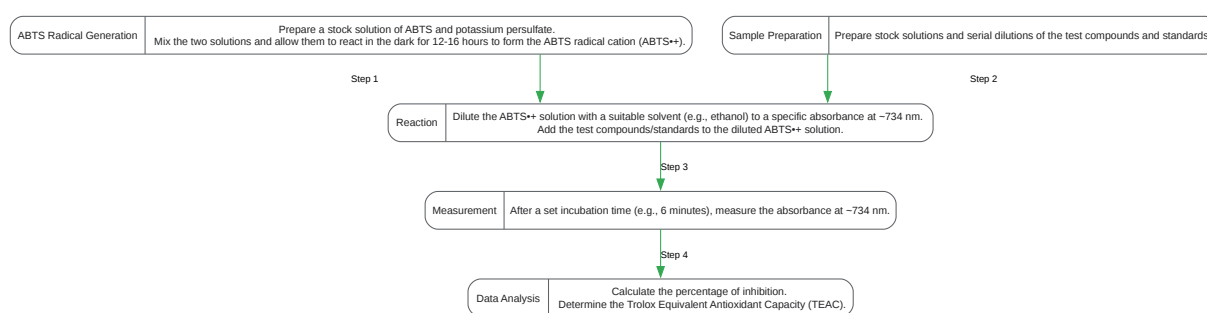 ABTS Radical Generation
Prepare a stock solution of ABTS and potassium persulfate.
Mix the two solutions and allow them to react in the dark for 12-16 hours to form the ABTS radical cation (ABTS•+).
Sample Preparation
Prepare stock solutions and serial dilutions of the test compounds and standards
Step 1
Step 2
Reaction
Dilute the ABTS•+ solution with a suitable solvent (e.g., ethanol) to a specific absorbance at ~734 nm.
Add the test compounds/standards to the diluted ABTS•+ solution.
Step 3
Measurement
After a set incubation time (e.g., 6 minutes), measure the absorbance at ~734 nm.
Step 4
Data Analysis
Calculate the percentage of inhibition.
Determine the Trolox Equivalent Antioxidant Capacity (TEAC).